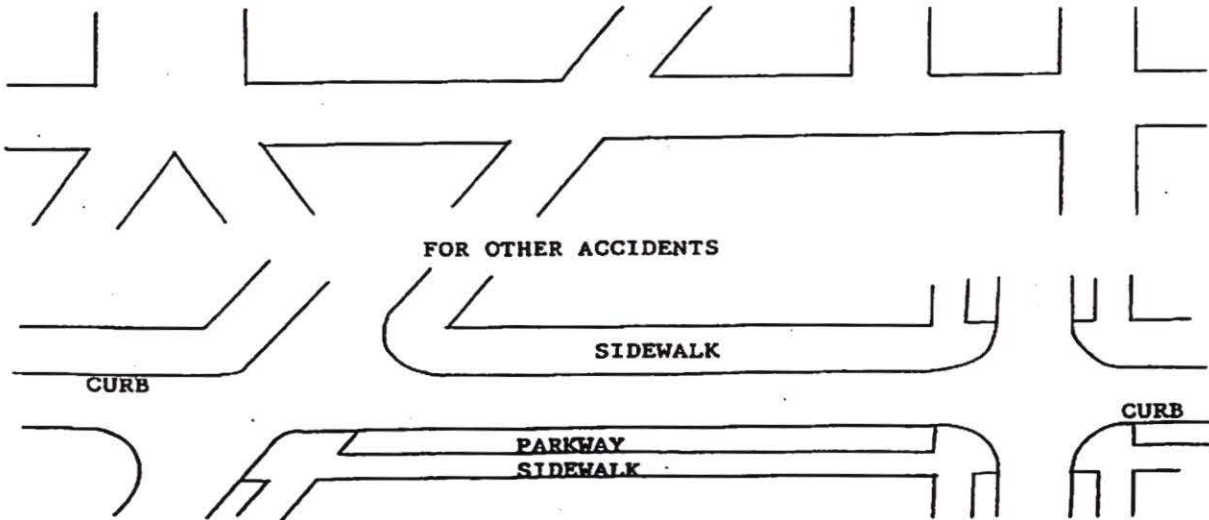 FOR OTHER ACCIDENTS
SIDEWALK
CURB
CURB
PARKWAY
SIDEWALK